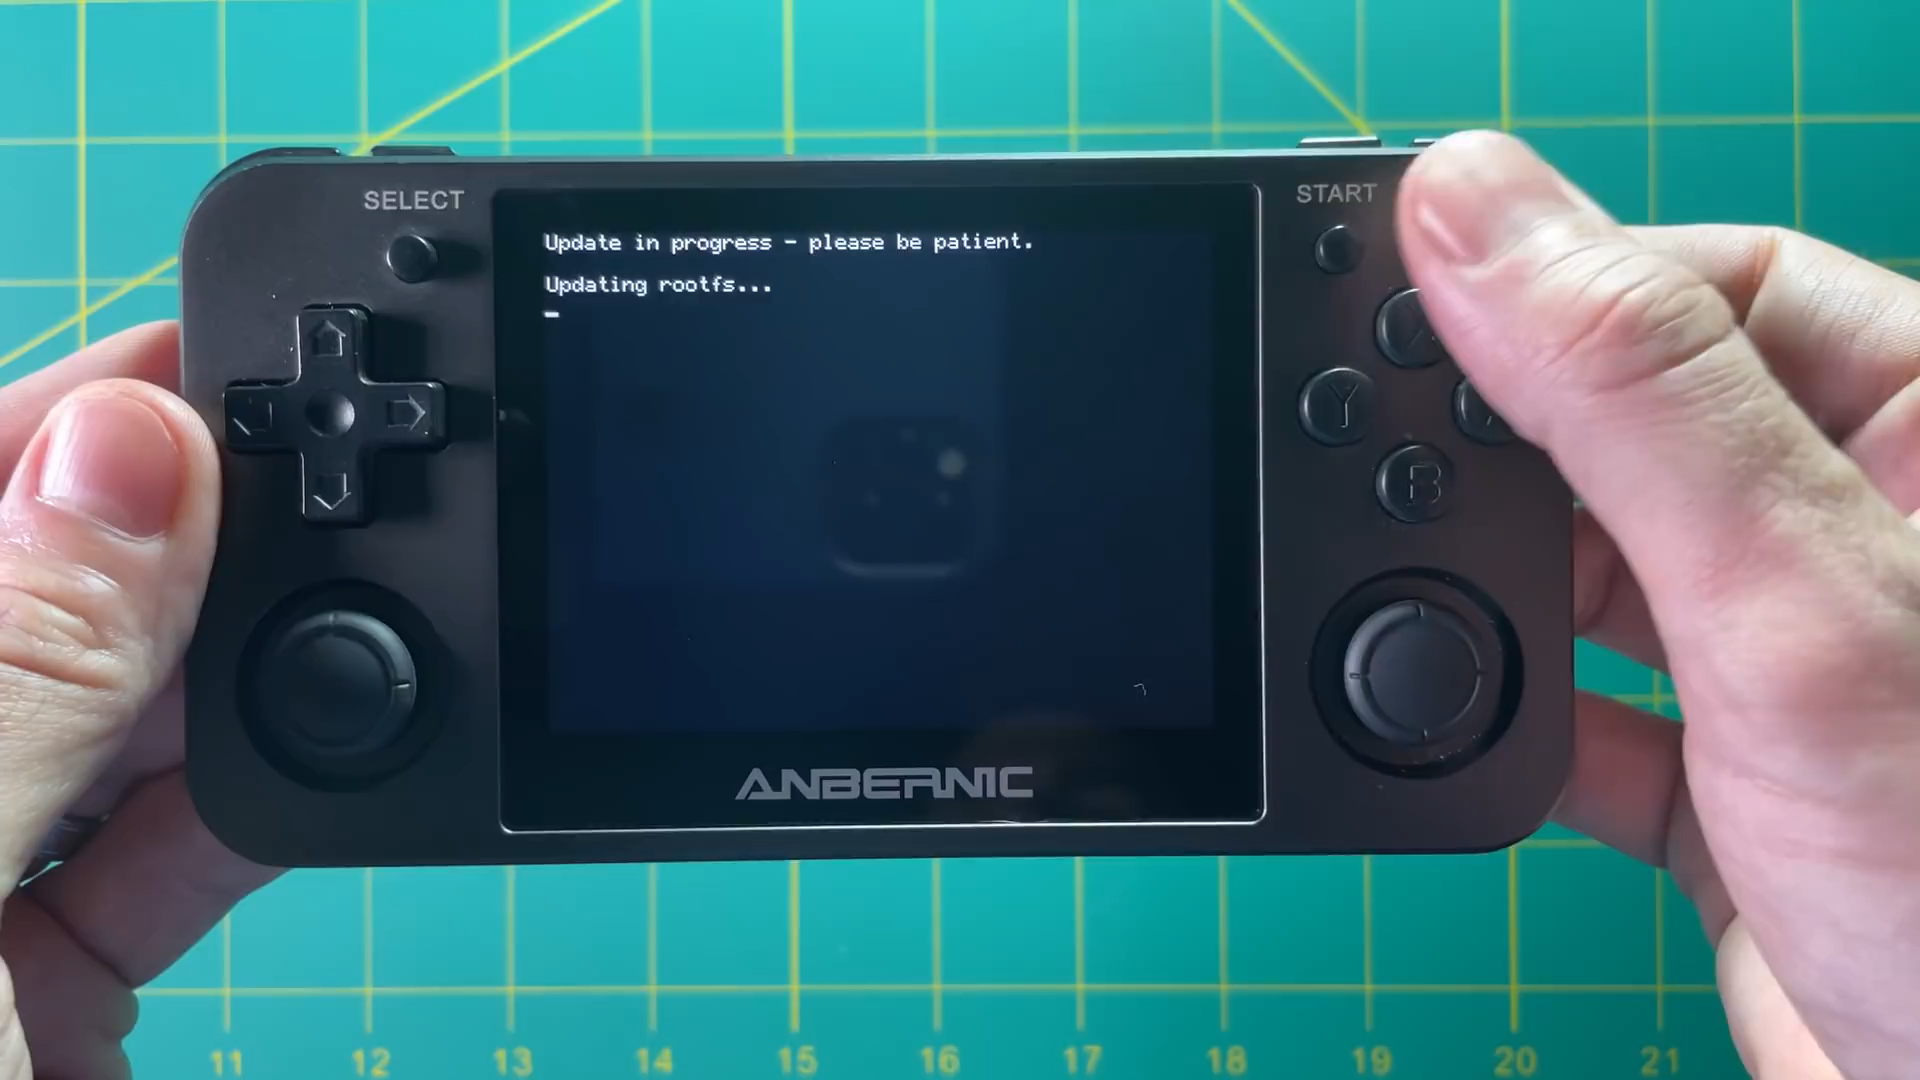 SELECT
START
Update in progress - please be patient.
Updating rootfs...
Y
B
ANBERNIC
11 12 13 14 15 16 17 18 19 20 21